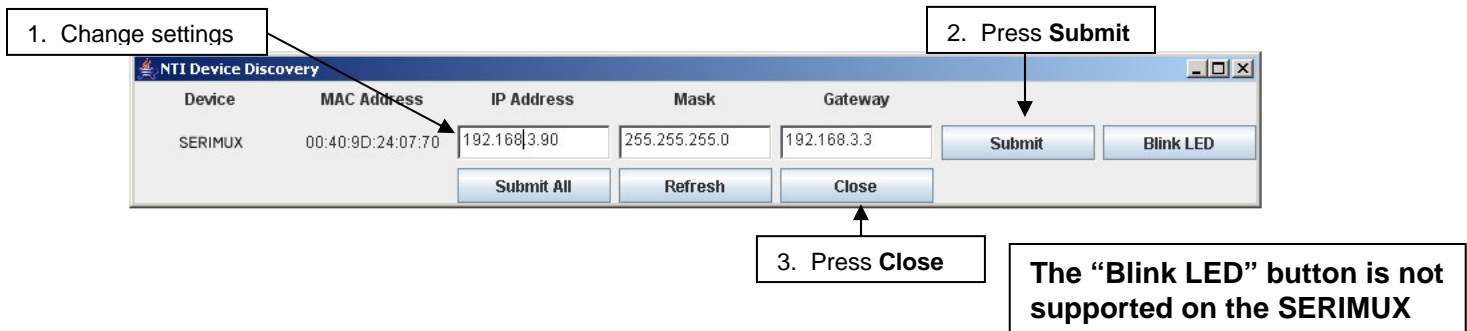 1. Change settings
2. Press Submit
NTI Device Discovery
Device MAC Address IP Address Mask Gateway
SERIMUX 00:40:9D:24:07:70 192.168.3.90 255.255.255.0 192.168.3.3 Submit Blink LED
Submit All Refresh Close
3. Press Close
The “Blink LED” button is not
supported on the SERIMUX